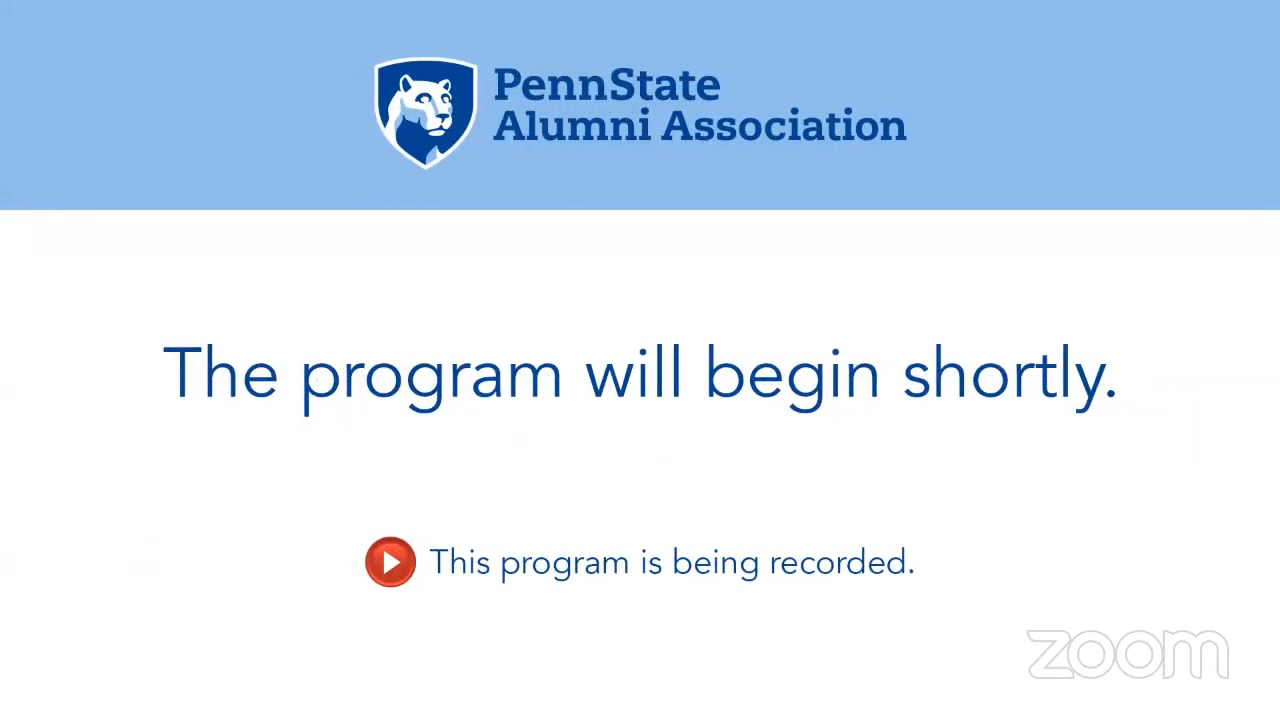 PennState
Alumni Association
The program will begin shortly.
This program is being recorded.
zoom